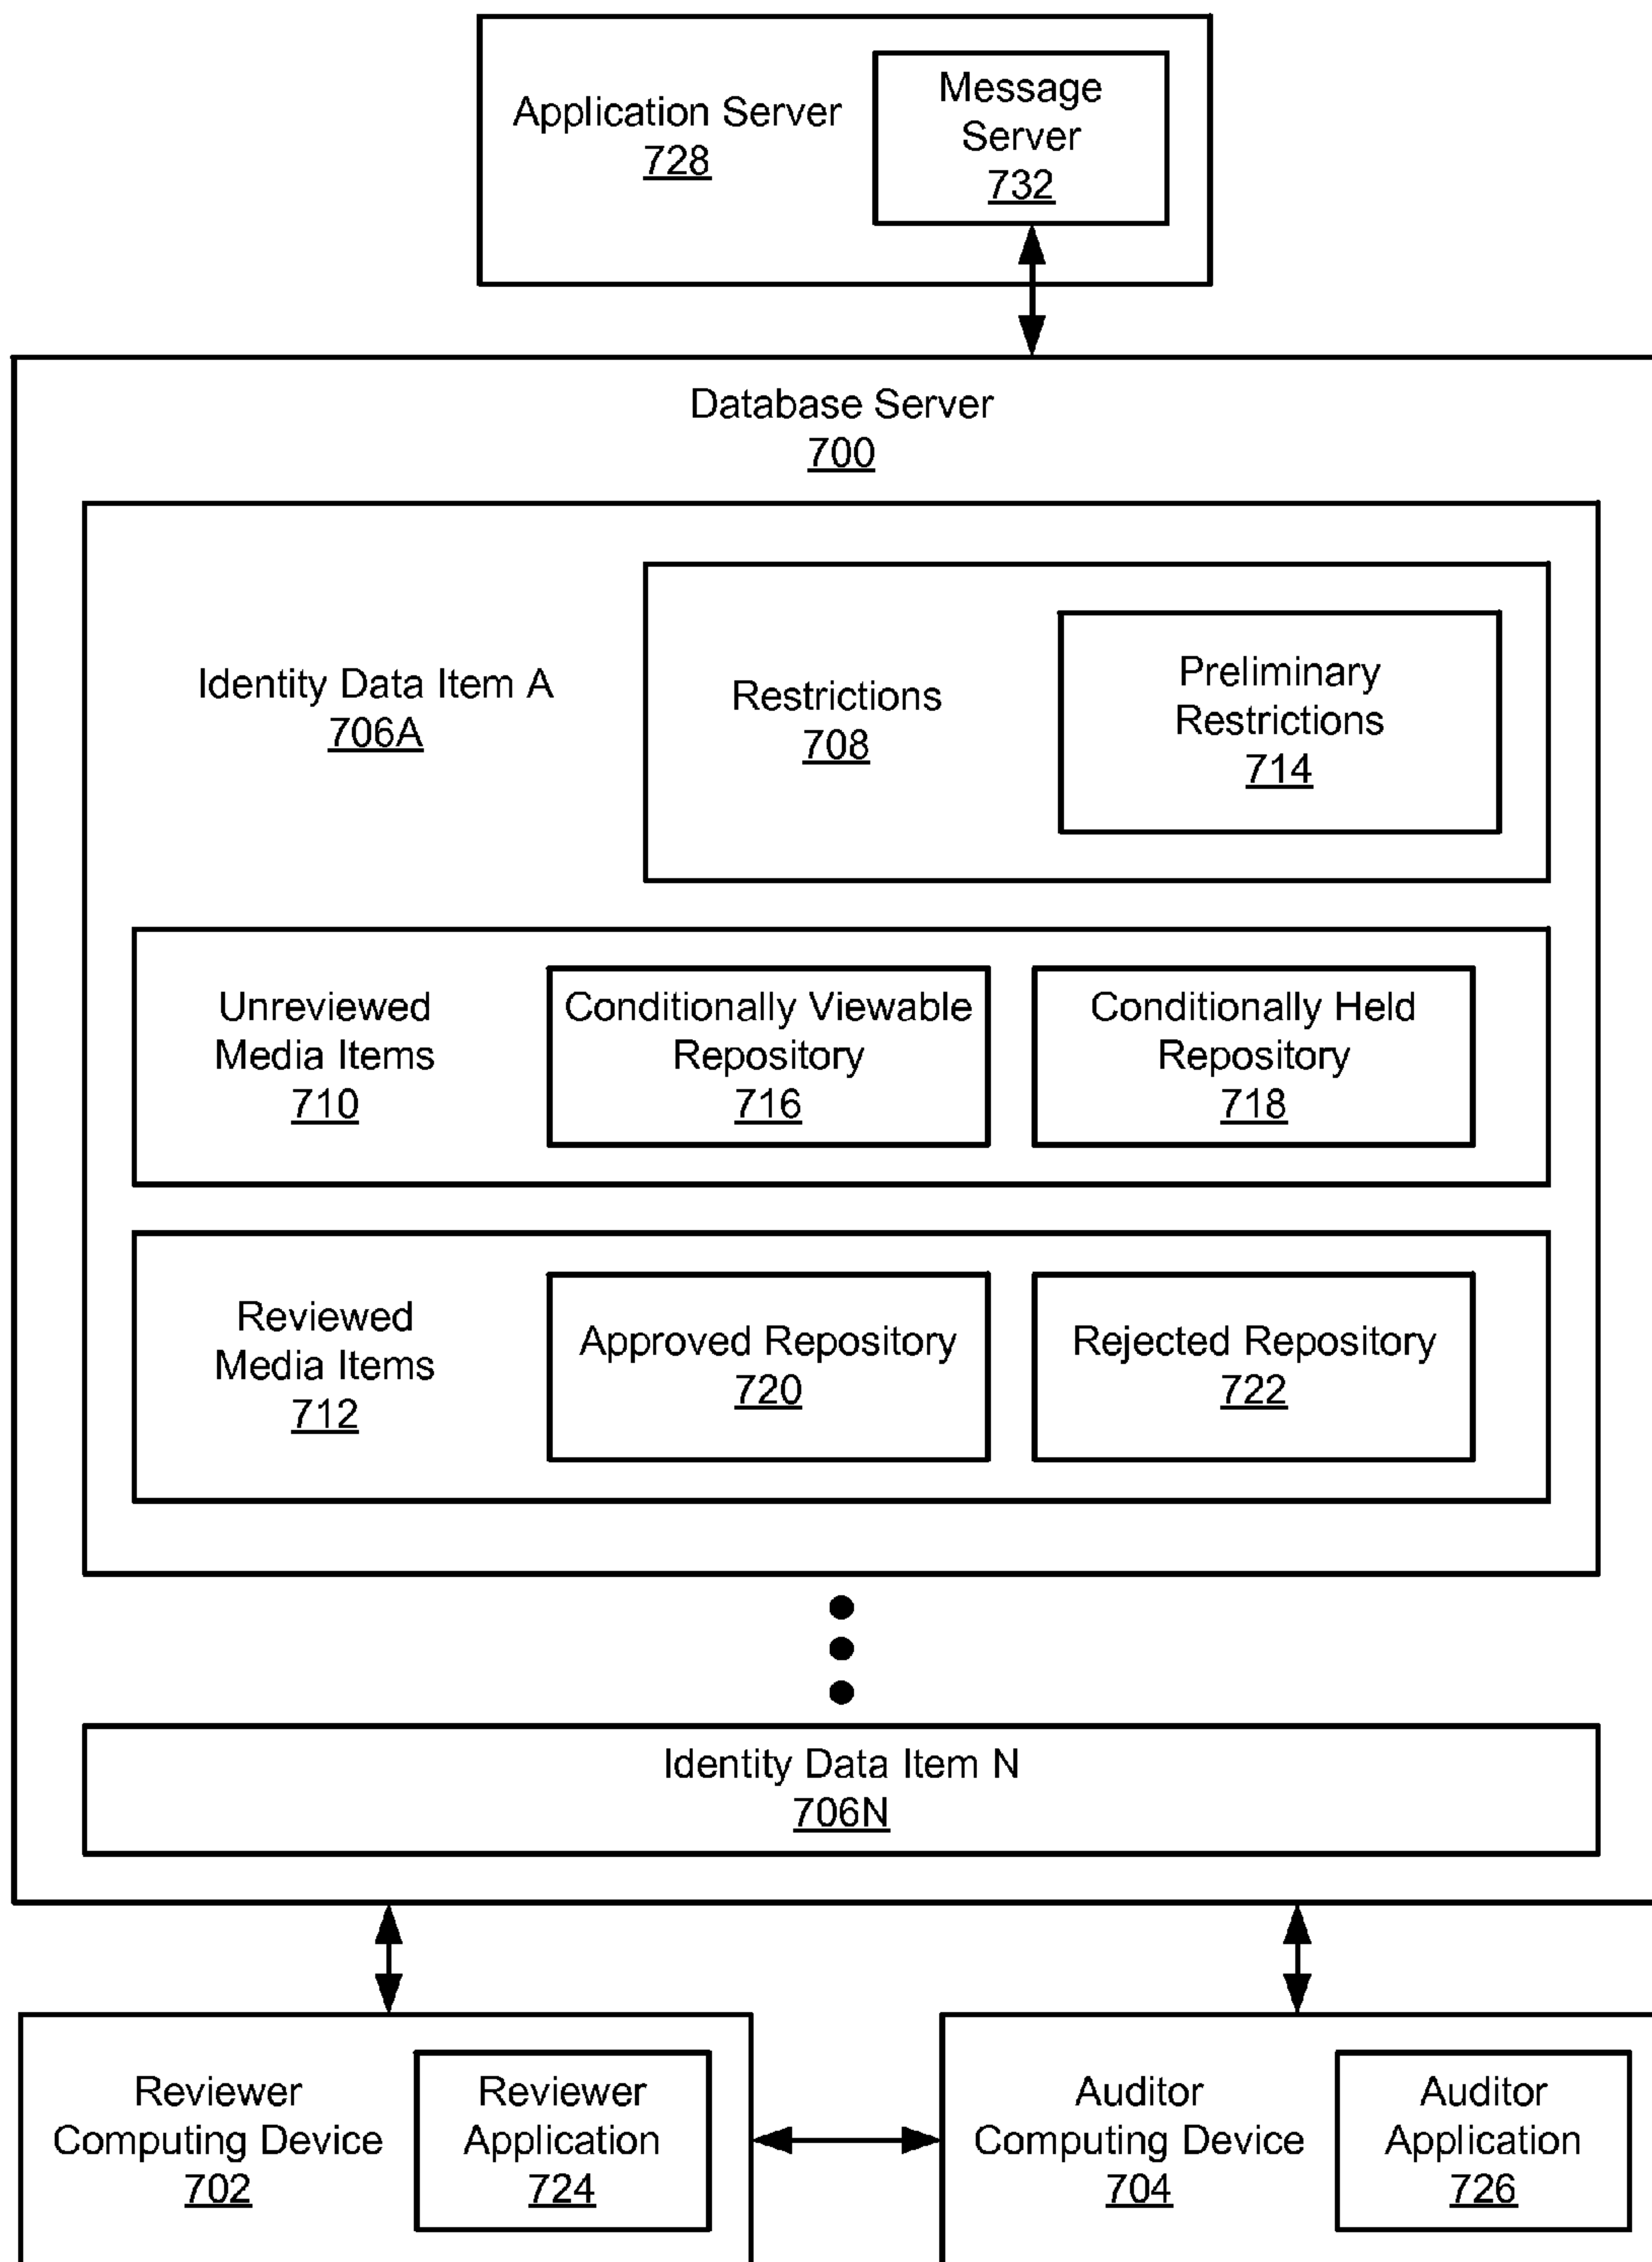 Application Server
728
Message
Server
732
Database Server
700
Identity Data Item A
706A
Restrictions
708
Preliminary
Restrictions
714
Unreviewed
Media Items
710
Conditionally Viewable
Repository
716
Conditionally Held
Repository
718
Reviewed
Media Items
712
Approved Repository
720
Rejected Repository
722
Identity Data Item N
706N
Reviewer
Computing Device
702
Reviewer
Application
724
Auditor
Computing Device
704
Auditor
Application
726